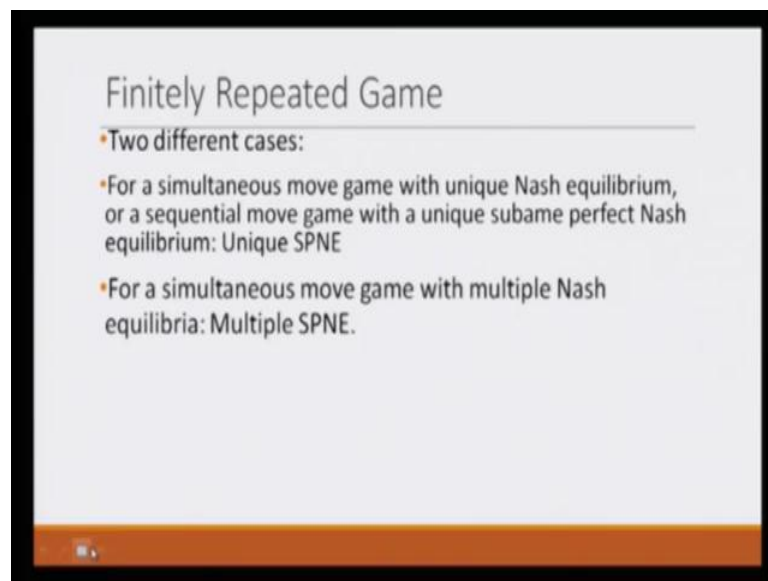 Finitely Repeated Game
•Two different cases:
•For a simultaneous move game with unique Nash equilibrium,
or a sequential move game with a unique subame perfect Nash
equilibrium: Unique SPNE
•For a simultaneous move game with multiple Nash
equilibria: Multiple SPNE.